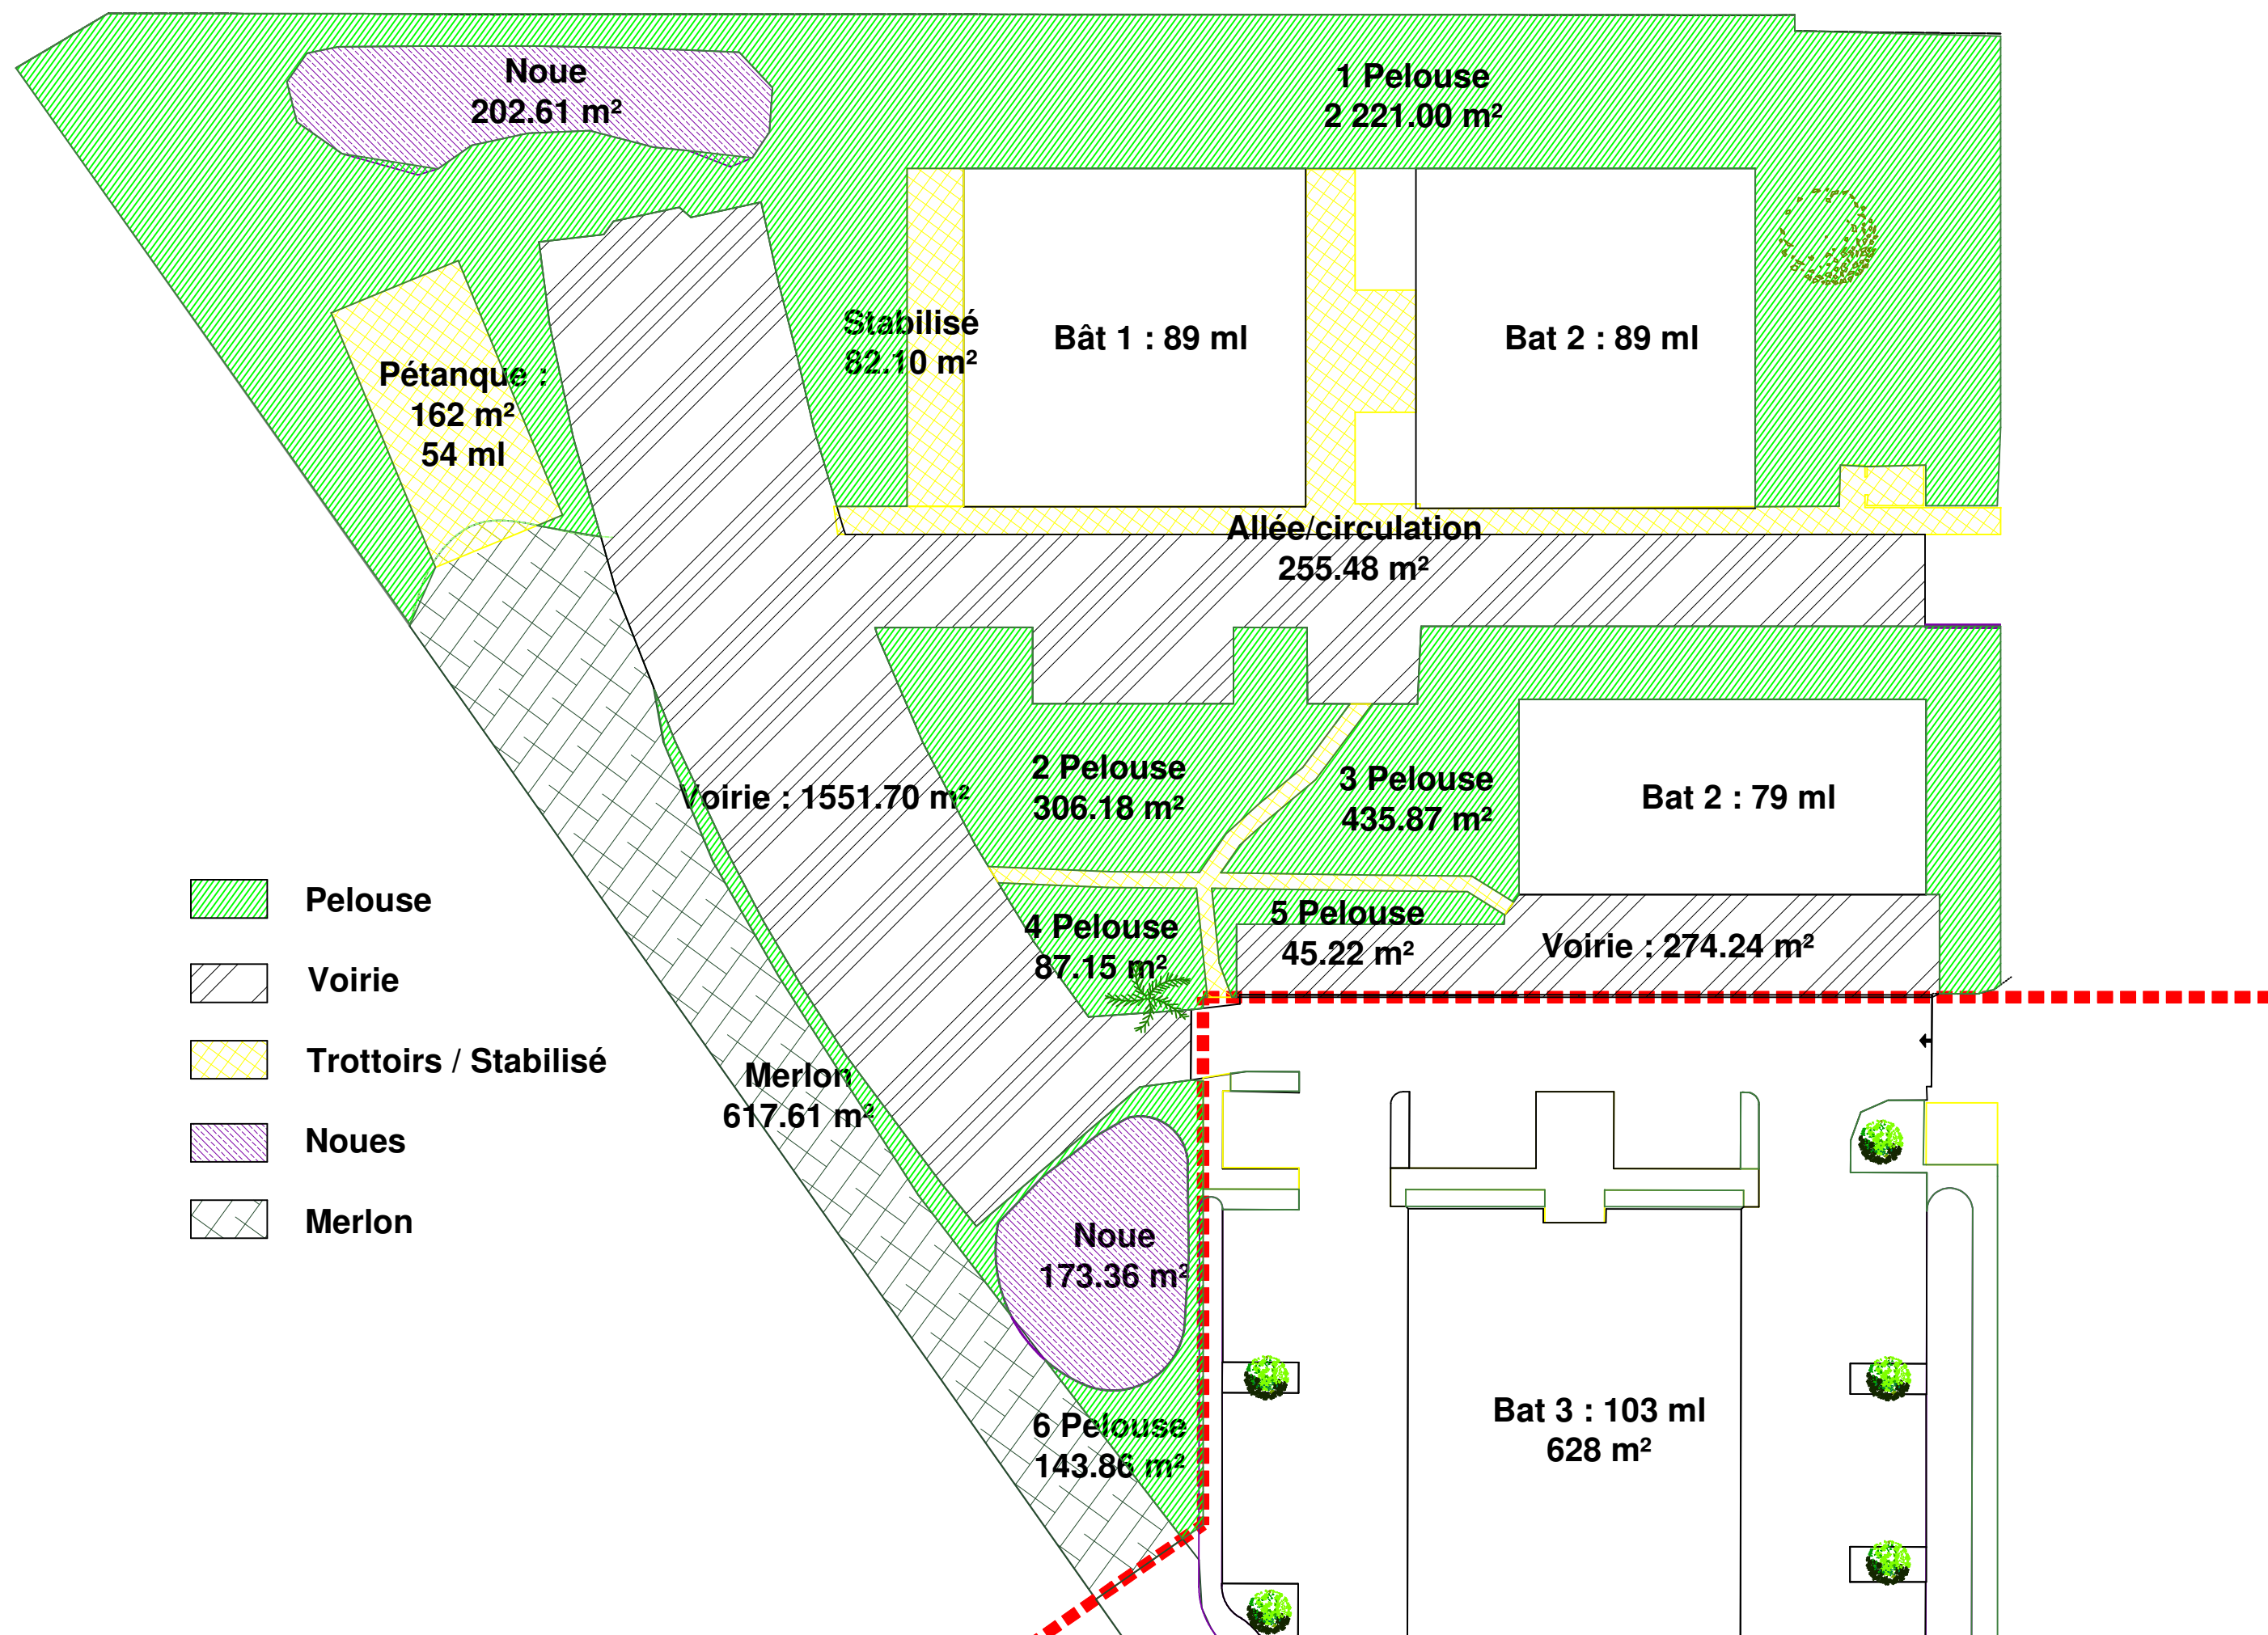 Noue
202.61 m²
1 Pelouse
2 221.00 m²
Stabilisé
82.10 m²
Bât 1 : 89 ml
Bat 2 : 89 ml
Pétanque :
162 m²
54 ml
Allée/circulation
255.48 m²
Voirie : 1551.70 m²
2 Pelouse
306.18 m²
3 Pelouse
435.87 m²
Bat 2 : 79 ml
4 Pelouse
87.15 m²
5 Pelouse
45.22 m²
Voirie : 274.24 m²
Pelouse
Voirie
Trottoirs / Stabilisé
Noues
Merlon
Merlon
617.61 m²
Noue
173.36 m²
6 Pelouse
143.86 m²
Bat 3 : 103 ml
628 m²